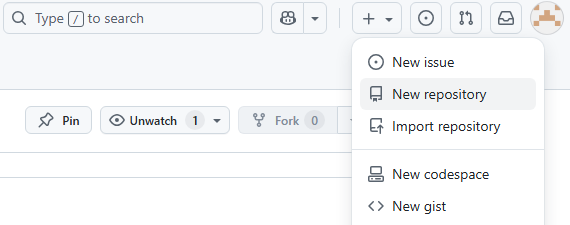 Type / to search
New issue
New repository
Import repository
New codespace
New gist
Pin
Unwatch 1
Fork 0